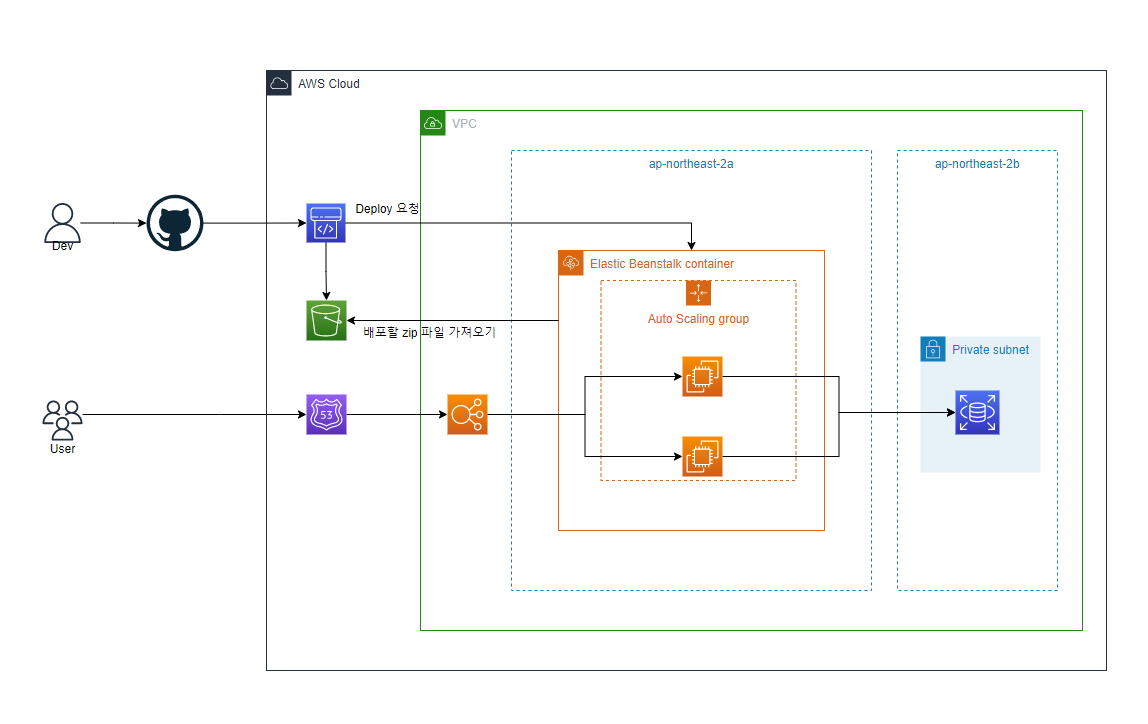 AWS Cloud
VPC
ap-northeast-2a
ap-northeast-2b
Deploy 요청
Dev
Elastic Beanstalk container
Auto Scaling group
배포할 zip 파일 가져오기
Private subnet
53
User